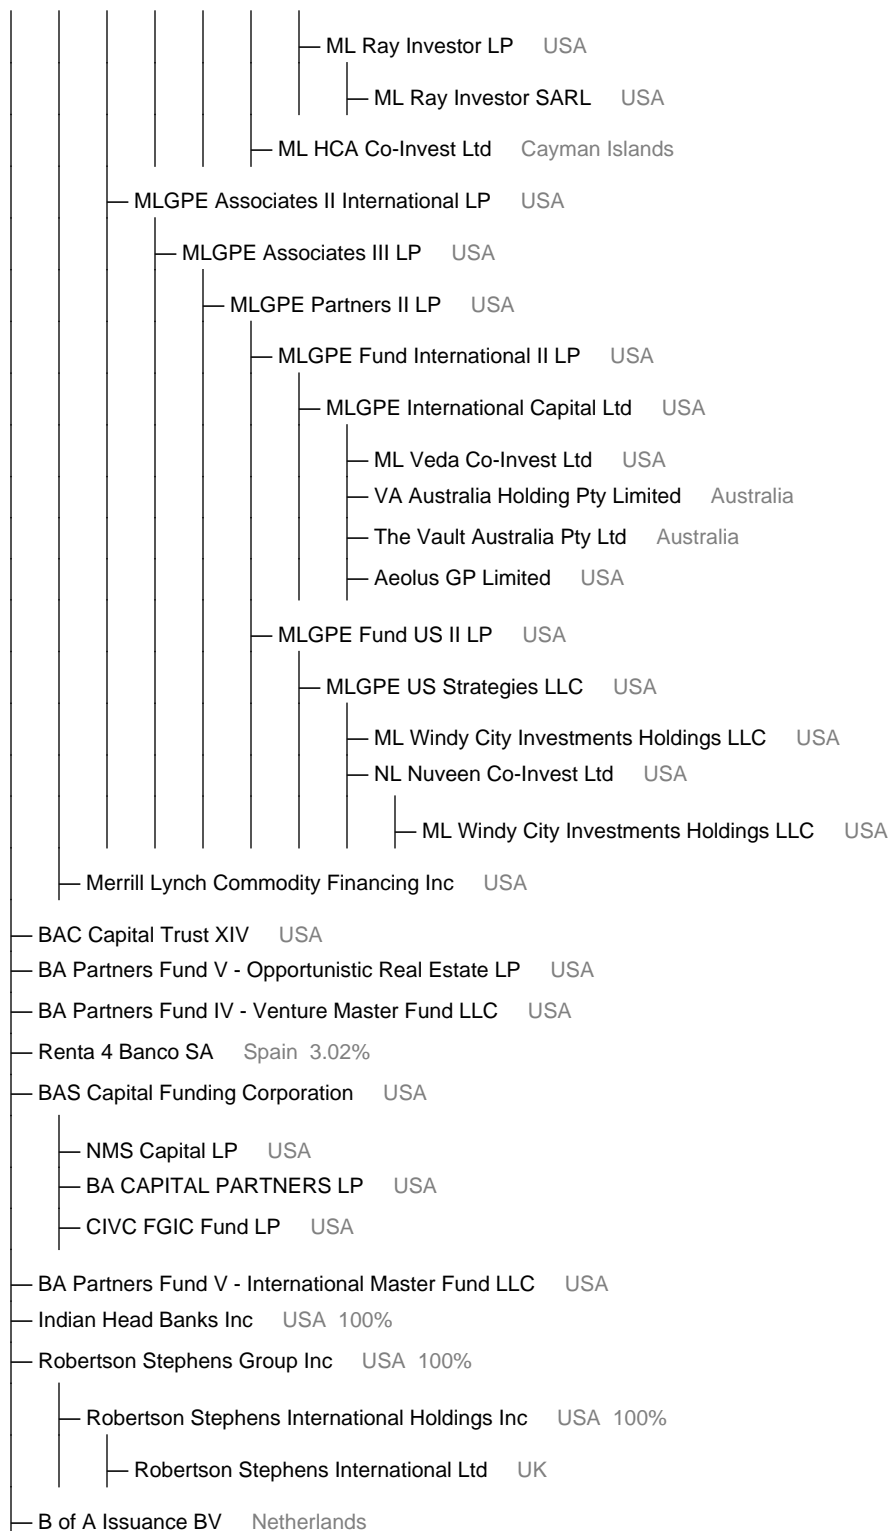 ML Ray Investor LP USA
ML Ray Investor SARL USA
ML HCA Co-Invest Ltd Cayman Islands
MLGPE Associates II International LP USA
MLGPE Associates III LP USA
MLGPE Partners II LP USA
MLGPE Fund International II LP USA
MLGPE International Capital Ltd USA
ML Veda Co-Invest Ltd USA
VA Australia Holding Pty Limited Australia
The Vault Australia Pty Ltd Australia
Aeolus GP Limited USA
MLGPE Fund US II LP USA
MLGPE US Strategies LLC USA
ML Windy City Investments Holdings LLC USA
NL Nuveen Co-Invest Ltd USA
ML Windy City Investments Holdings LLC USA
Merrill Lynch Commodity Financing Inc USA
BAC Capital Trust XIV USA
BA Partners Fund V - Opportunistic Real Estate LP USA
BA Partners Fund IV - Venture Master Fund LLC USA
Renta 4 Banco SA Spain 3.02%
BAS Capital Funding Corporation USA
NMS Capital LP USA
BA CAPITAL PARTNERS LP USA
CIVC FGIC Fund LP USA
BA Partners Fund V - International Master Fund LLC USA
Indian Head Banks Inc USA 100%
Robertson Stephens Group Inc USA 100%
Robertson Stephens International Holdings Inc USA 100%
Robertson Stephens International Ltd UK
B of A Issuance BV Netherlands